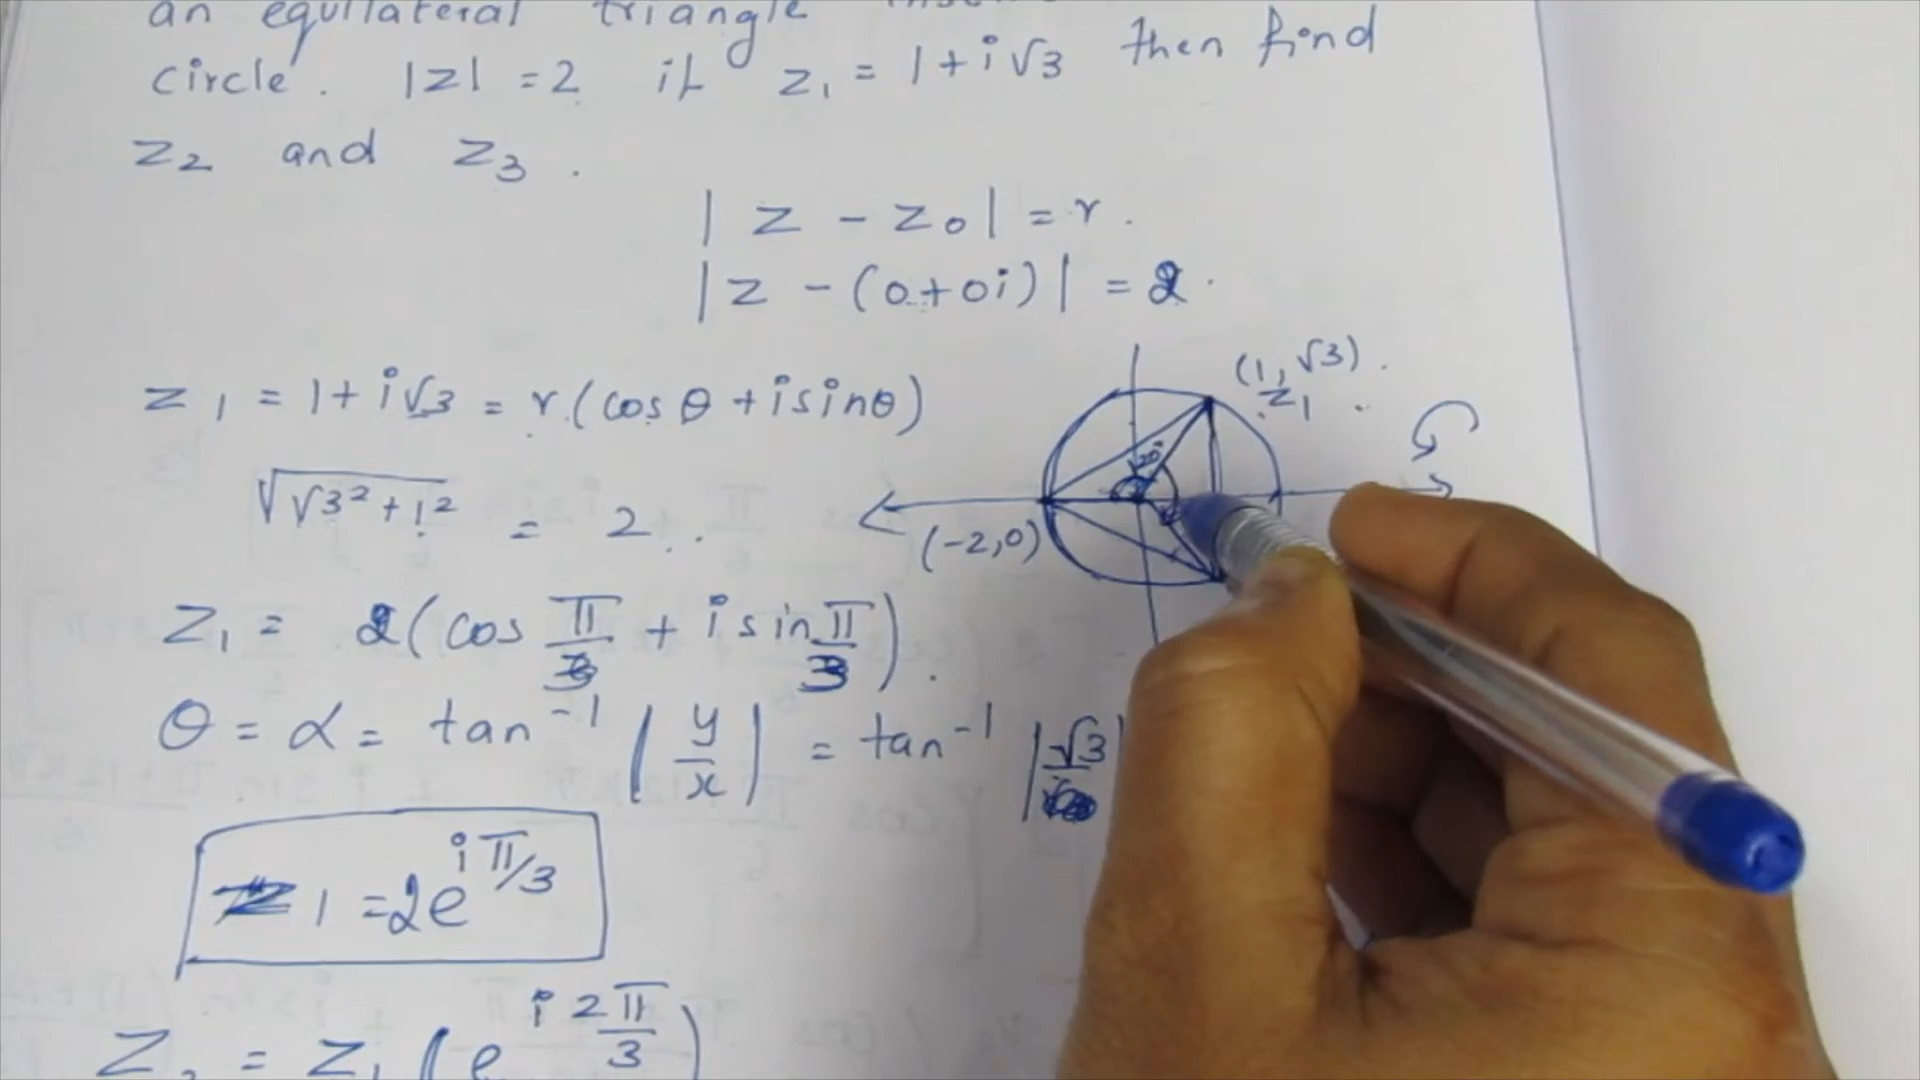 an equilateral triangle
circle. |z| = 2 if z₁ = 1 + i√3 then find
z₂ and z₃.
|z - z₀| = r.
|z - (0+0i)| = 2.
(1, √3).
z₁
z₁ = 1 + i√3 = r(cosθ + isinθ)
√(√3² + 1²) = 2..
(-2,0)
z₁ = 2(cos π/3 + i sin π/3).
θ = α = tan⁻¹ |y/x| = tan⁻¹ |√3
z₁ = 2e^(iπ/3)
z₂ = z₁ (e^(i2π/3))